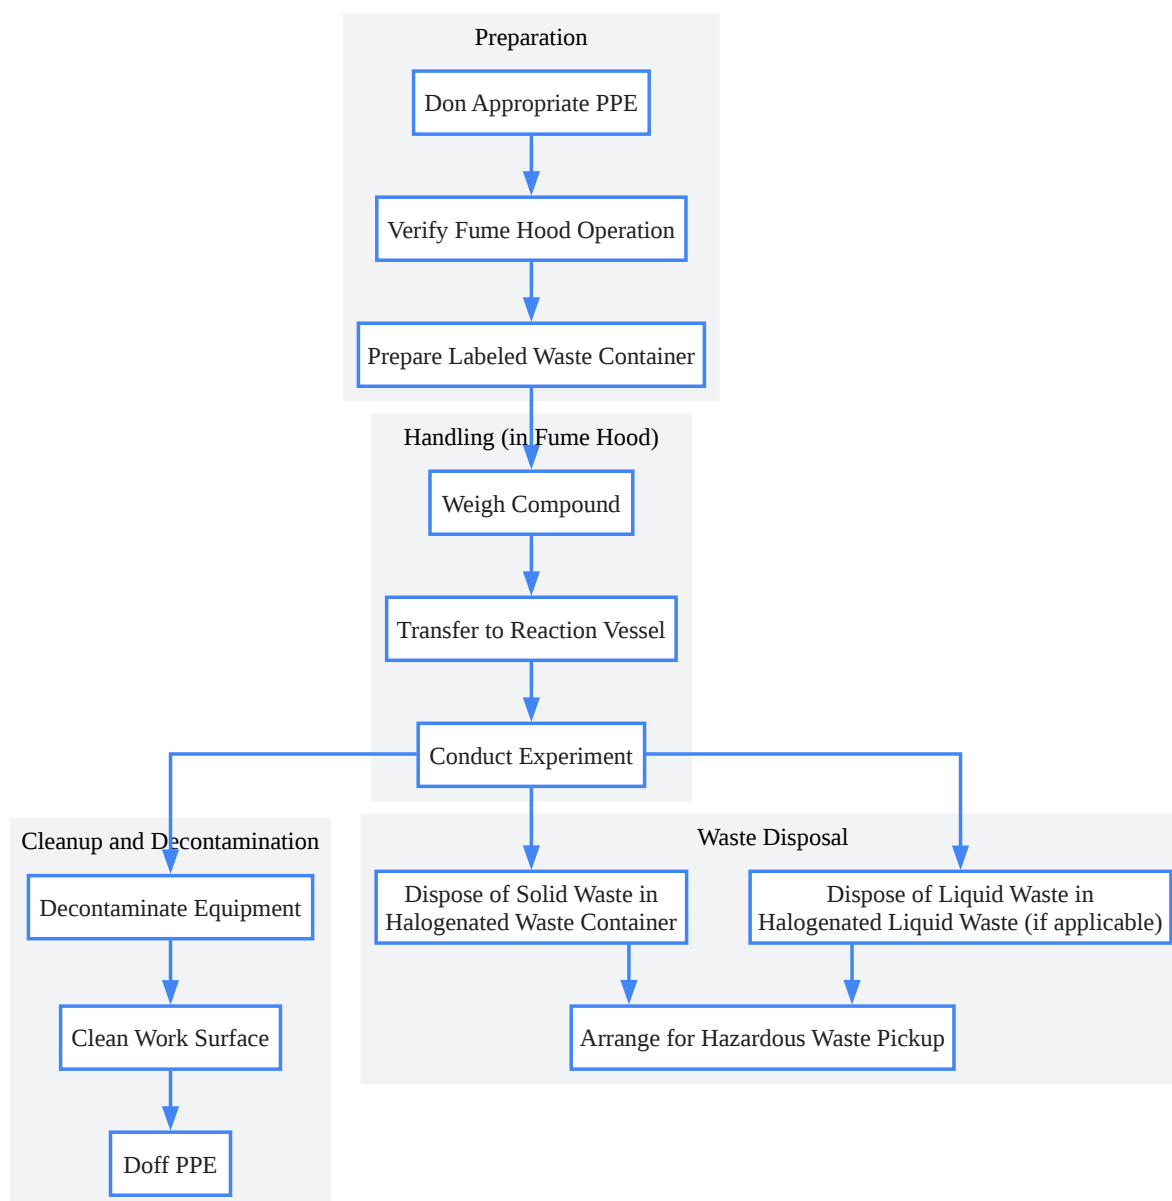 Preparation
Don Appropriate PPE
Verify Fume Hood Operation
Prepare Labeled Waste Container
Handling (in Fume Hood)
Weigh Compound
Transfer to Reaction Vessel
Conduct Experiment
Cleanup and Decontamination
Decontaminate Equipment
Clean Work Surface
Doff PPE
Waste Disposal
Dispose of Solid Waste in
Halogenated Waste Container
Dispose of Liquid Waste in
Halogenated Liquid Waste (if applicable)
Arrange for Hazardous Waste Pickup